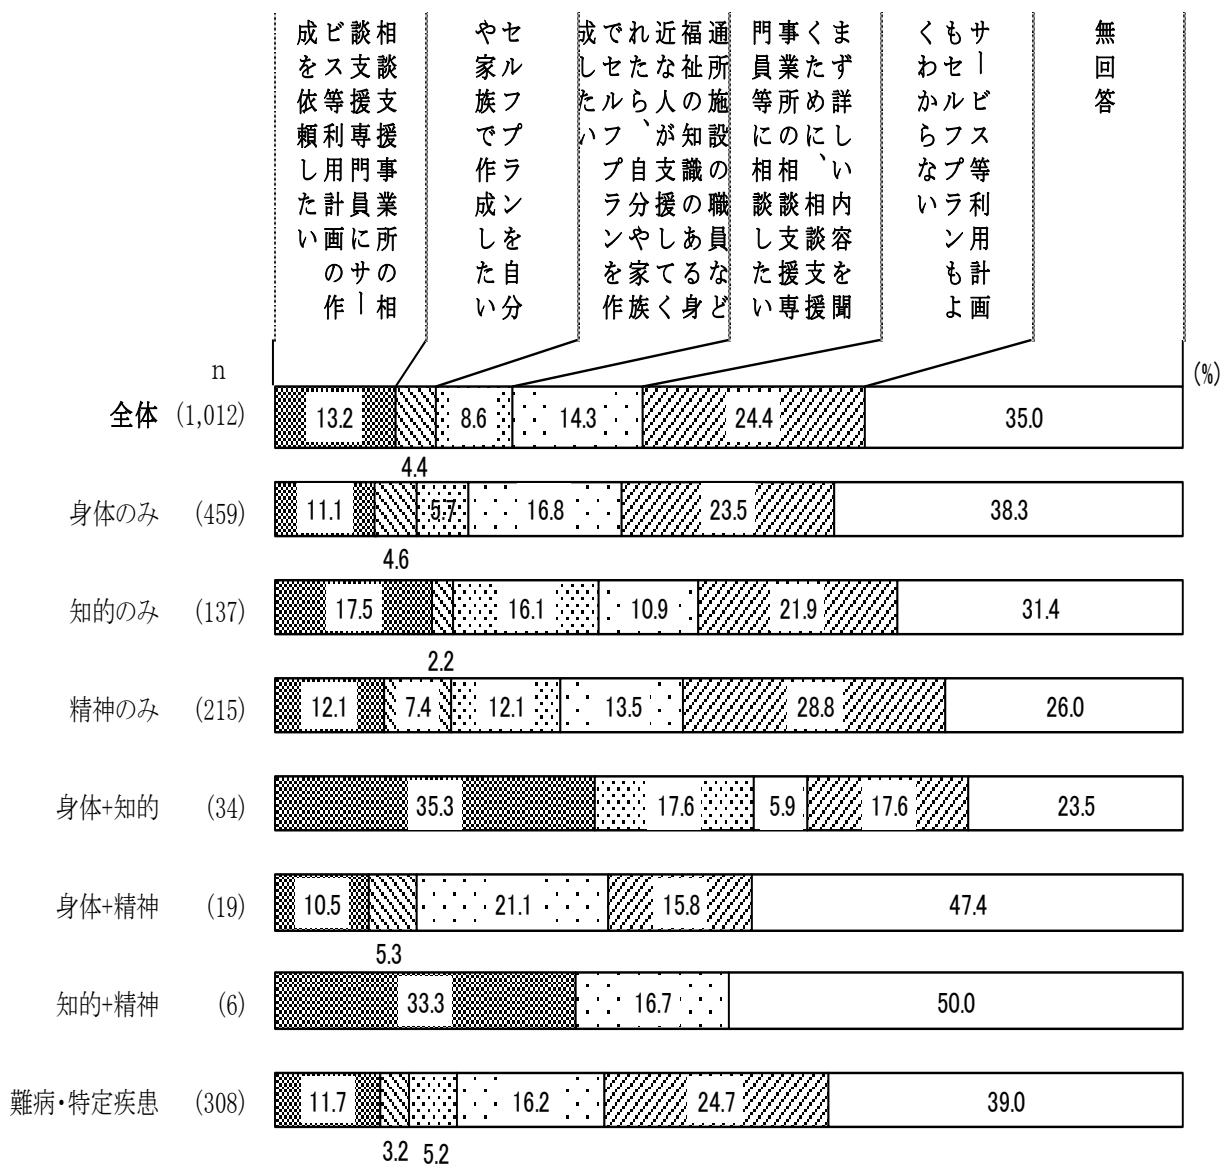 相談支援事業所の相
談支援専門員にサー
ビス等利用計画の作
成を依頼したい
セルフプランを自分
や家族で作成したい
通所施設の職員など
福祉の知識のある身
近な人が支援してく
れたら、自分や家族
でセルフプランを作
成したい
まず詳しい内容を聞
くために、相談支援
事業所の相談支援専
門員等に相談したい
サービス等利用計画
もセルフプランもよ
くわからない
無回答
n
(%)
全体 (1,012) 13.2 8.6 14.3 24.4 35.0
4.4
身体のみ (459) 11.1 5.7 16.8 23.5 38.3
4.6
知的のみ (137) 17.5 16.1 10.9 21.9 31.4
2.2
精神のみ (215) 12.1 7.4 12.1 13.5 28.8 26.0
身体+知的 (34) 35.3 17.6 5.9 17.6 23.5
身体+精神 (19) 10.5 21.1 15.8 47.4
5.3
知的+精神 (6) 33.3 16.7 50.0
難病・特定疾患 (308) 11.7 16.2 24.7 39.0
3.2 5.2